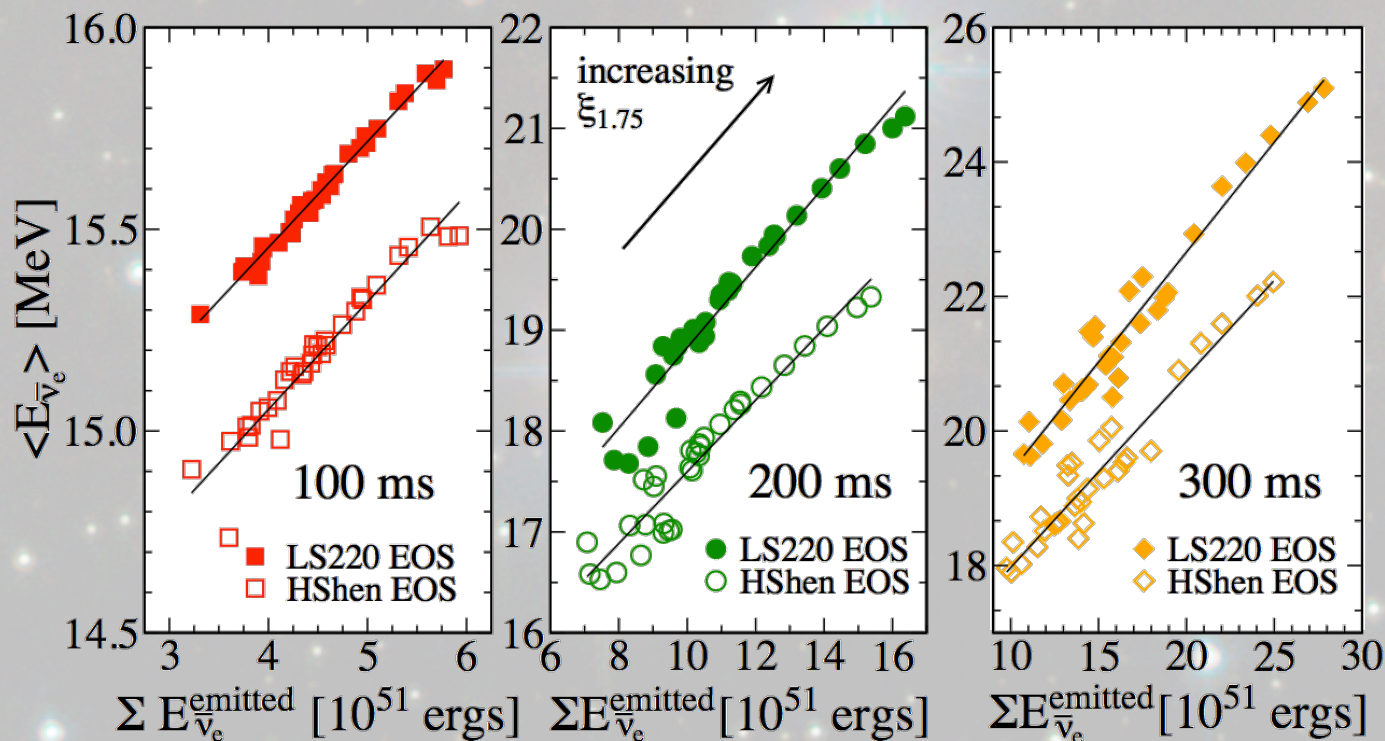 <E_ν̄e> [MeV]
16.0
15.5
15.0
14.5
3 4 5 6
Σ E_ν̄e^emitted [10^51 ergs]
100 ms
LS220 EOS
HShen EOS
22
21
20
19
18
17
16
6 8 10 12 14 16
ΣE_ν̄e^emitted [10^51 ergs]
increasing
ξ_1.75
200 ms
LS220 EOS
HShen EOS
26
24
22
20
18
10 15 20 25 30
ΣE_ν̄e^emitted [10^51 ergs]
300 ms
LS220 EOS
HShen EOS